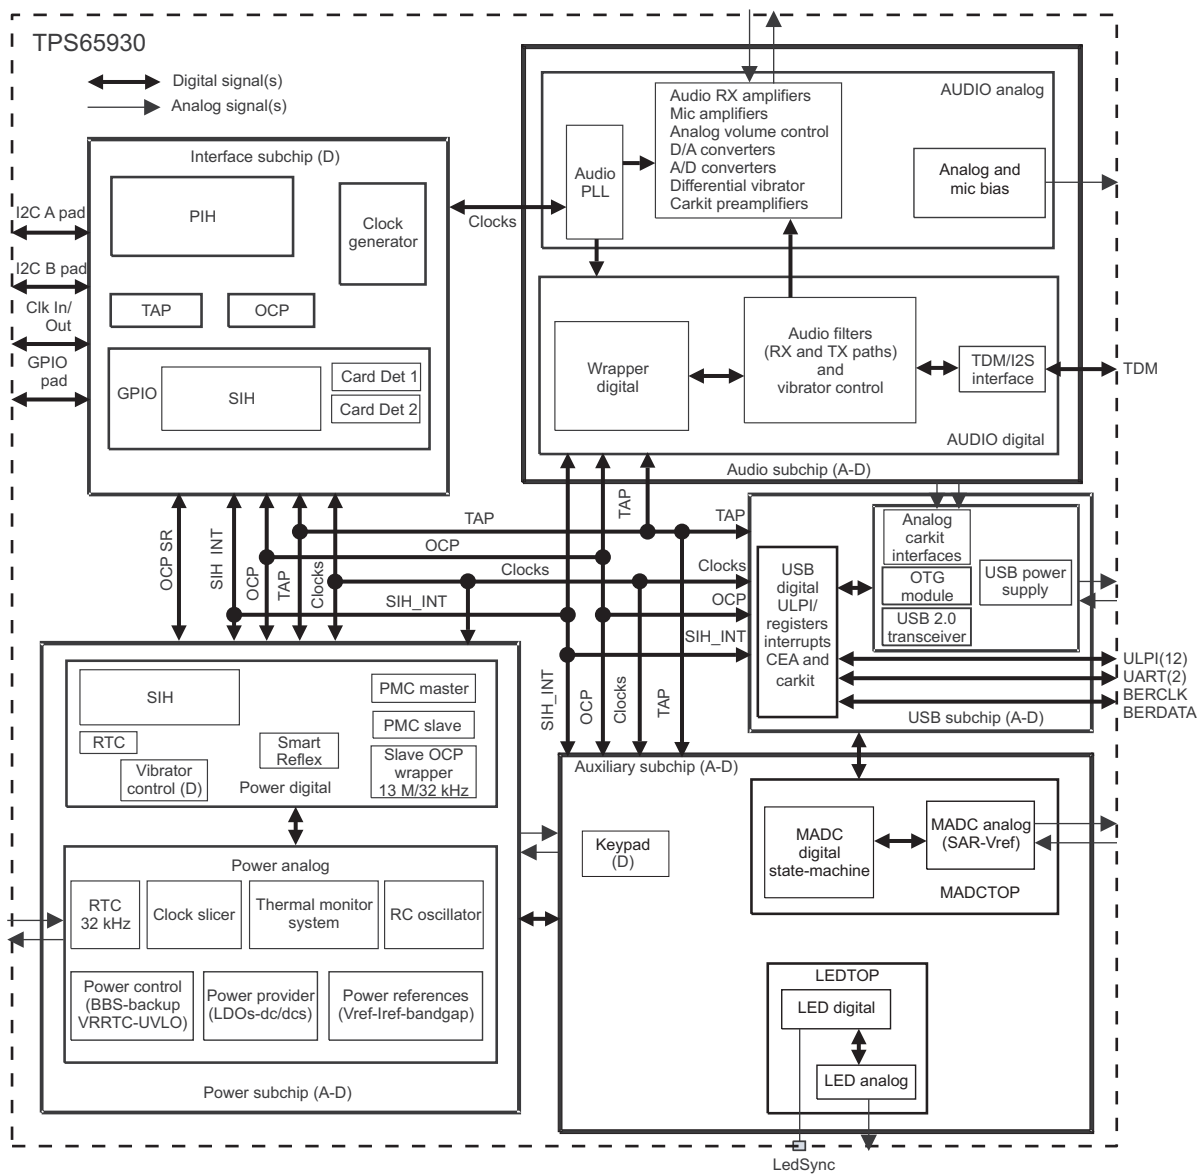 TPS65930
Digital signal(s)
Analog signal(s)
Interface subchip (D)
PIH
Clock
generator
TAP
OCP
GPIO
SIH
Card Det 1
Card Det 2
I2C A pad
I2C B pad
Clk In/
Out
GPIO
pad
Clocks
AUDIO analog
Audio
PLL
Audio RX amplifiers
Mic amplifiers
Analog volume control
D/A converters
A/D converters
Differential vibrator
Carkit preamplifiers
Analog and
mic bias
Wrapper
digital
Audio filters
(RX and TX paths)
and
vibrator control
TDM/I2S
interface
TDM
AUDIO digital
Audio subchip (A-D)
OCP SR
SIH_INT
OCP
TAP
Clocks
TAP
OCP
Clocks
SIH_INT
TAP
TAP
Clocks
OCP
SIH_INT
SIH_INT
OCP
Clocks
TAP
USB
digital
ULPI/
registers
interrupts
CEA and
carkit
Analog
carkit
interfaces
OTG
module
USB 2.0
transceiver
USB power
supply
ULPI(12)
UART(2)
BERCLK
BERDATA
USB subchip (A-D)
SIH
RTC
Vibrator
control (D)
Smart
Reflex
PMC master
PMC slave
Slave OCP
wrapper
13 M/32 kHz
Power digital
Power analog
RTC
32 kHz
Clock slicer
Thermal monitor
system
RC oscillator
Power control
(BBS-backup
VRRTC-UVLO)
Power provider
(LDOs-dc/dcs)
Power references
(Vref-Iref-bandgap)
Power subchip (A-D)
Auxiliary subchip (A-D)
Keypad
(D)
MADC
digital
state-machine
MADC analog
(SAR-Vref)
MADCTOP
LEDTOP
LED digital
LED analog
LedSync